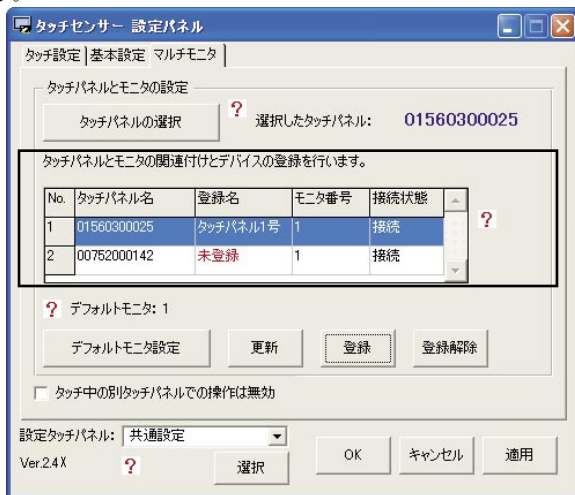 タッチセンサー 設定パネル
タッチ設定 基本設定 マルチモニタ
タッチパネルとモニタの設定
タッチパネルの選択 ? 選択したタッチパネル: 01560300025
タッチパネルとモニタの関連付けとデバイスの登録を行います。
No. タッチパネル名 登録名 モニタ番号 接続状態
1 01560300025 タッチパネル1号 1 接続
?
2 00752000142 未登録 1 接続
? デフォルトモニタ: 1
デフォルトモニタ設定 更新 登録 登録解除
タッチ中の別タッチパネルでの操作は無効
設定タッチパネル: 共通設定
Ver.2.4X ? 選択 OK キャンセル 適用